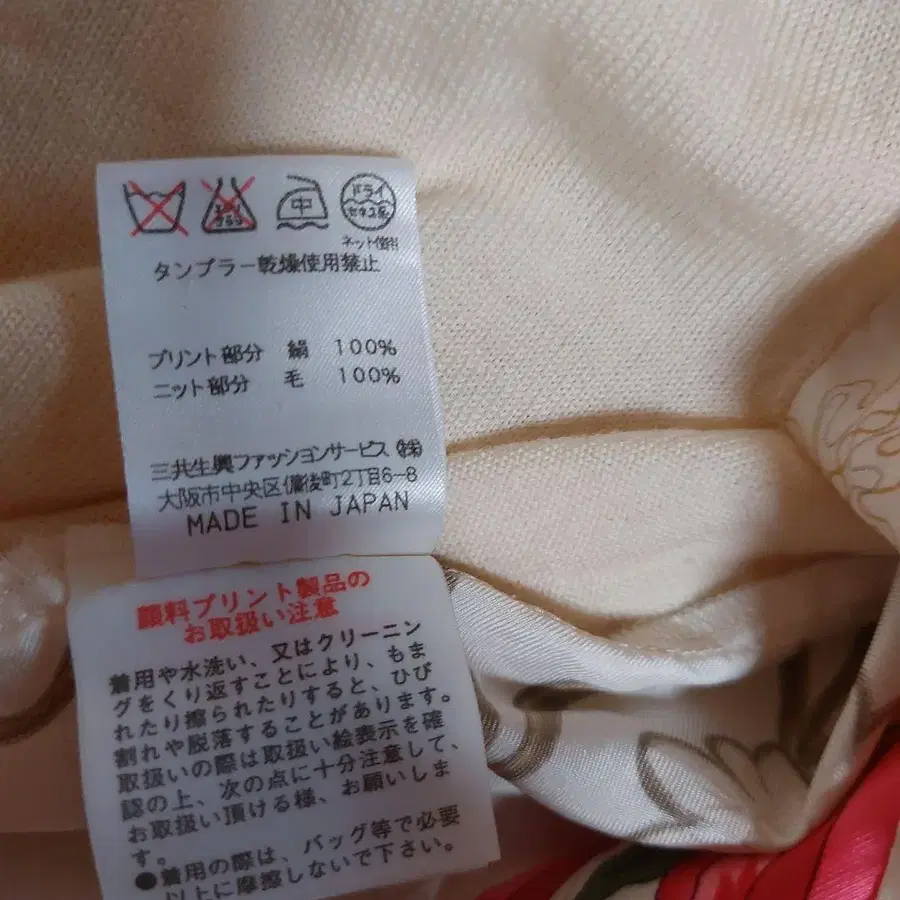 中
ドライ
セキユ系
ネット使用
タンブラー乾燥使用禁止
プリント部分 絹 100%
ニット部分 毛 100%
三共生興ファッションサービス㈱
大阪市中央区備後町2丁目6-8
MADE IN JAPAN
顔料プリント製品の
お取扱い注意
着用や水洗い、又はクリーニン
グをくり返すことにより、もま
れたり擦られたりすると、ひび
割れや脱落することがあります。
取扱いの際は取扱い絵表示を確
認の上、次の点に十分注意して、
お取扱い頂ける様、お願いしま
す。
●着用の際は、バッグ等で必要
以上に摩擦しないで下さい。